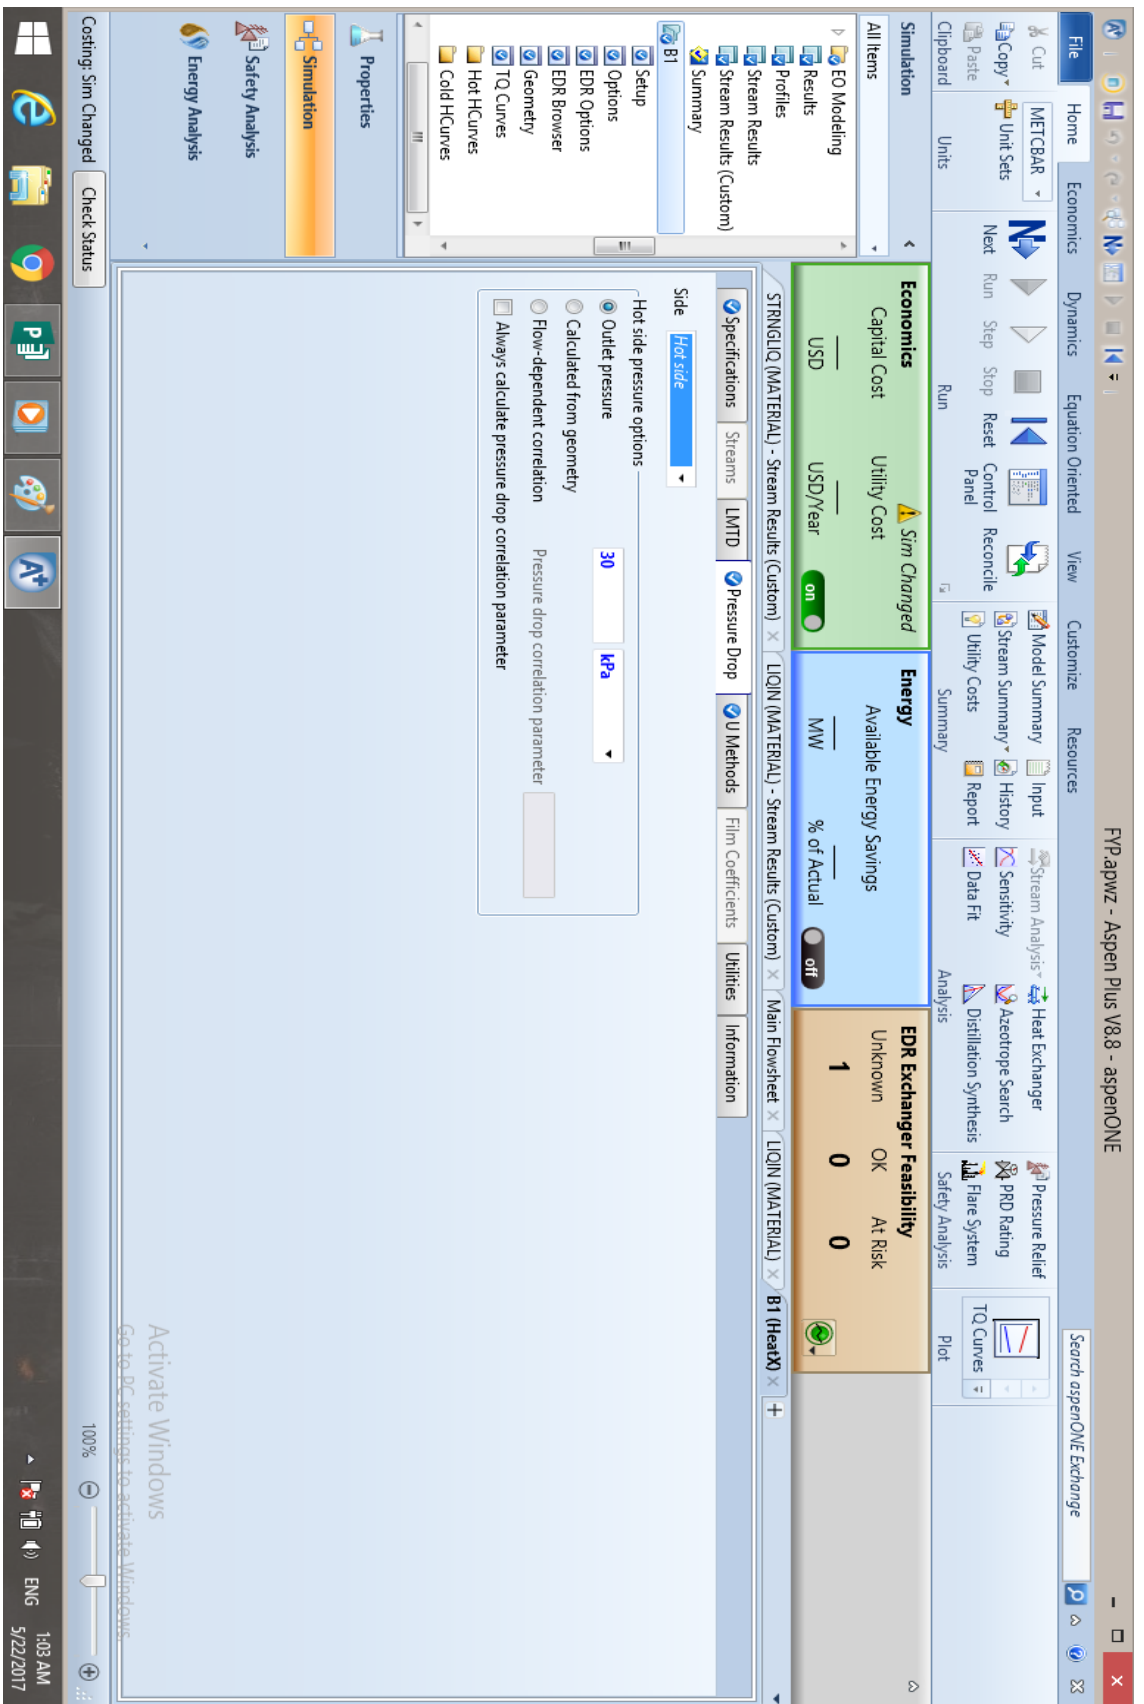 FYP.apwz - Aspen Plus V8.8 - aspenONE
File Home Economics Dynamics Equation Oriented View Customize Resources Search aspenONE Exchange
Cut METCBAR Model Summary Input Stream Analysis Heat Exchanger Pressure Relief
Copy Unit Sets Next Run Step Stop Reset Control Panel Reconcile Stream Summary History Sensitivity Azeotrope Search PRD Rating
Paste Utility Costs Report Data Fit Distillation Synthesis Flare System TQ Curves
Clipboard Units Run Summary Analysis Safety Analysis Plot
Simulation
All Items
EO Modeling
Results
Profiles
Stream Results
Stream Results (Custom)
Summary
B1
Setup
Options
EDR Options
EDR Browser
Geometry
TQ Curves
Hot HCurves
Cold HCurves
Properties
Simulation
Safety Analysis
Energy Analysis
Economics Sim Changed Energy EDR Exchanger Feasibility
Capital Cost Utility Cost Available Energy Savings Unknown OK At Risk
USD USD/Year on MW % of Actual off 1 0 0
STRNGLIQ (MATERIAL) - Stream Results (Custom) LIQIN (MATERIAL) - Stream Results (Custom) Main Flowsheet LIQIN (MATERIAL) B1 (HeatX)
Specifications Streams LMTD Pressure Drop U Methods Film Coefficients Utilities Information
Side Hot side
Hot side pressure options
Outlet pressure 30 kPa
Calculated from geometry
Flow-dependent correlation Pressure drop correlation parameter
Always calculate pressure drop correlation parameter
Activate Windows
Go to PC settings to activate Windows.
Costing: Sim Changed Check Status 100%
ENG 1:03 AM
5/22/2017